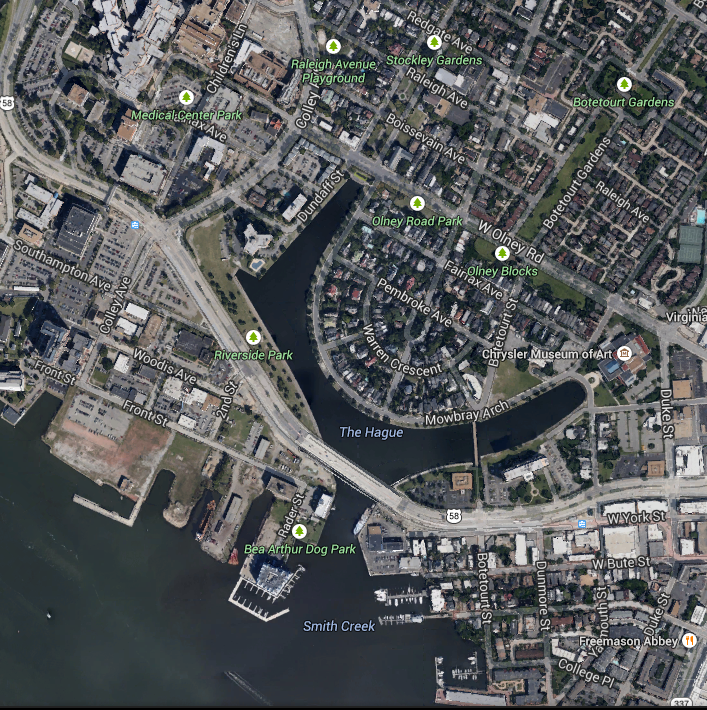 Redgate Ave
Children's Ln
Raleigh Avenue
Playground
Stockley Gardens
Raleigh Ave
Botetourt Gardens
58
Medical Center Park
Colley
Boissevain Ave
Dundaff St
Botetourt Gardens
Raleigh Ave
Olney Road Park
W Olney Rd
Olney Blocks
Southampton Ave
Colley Ave
Fairfax Ave
Pembroke Ave
Botetourt St
Virginia
Riverside Park
Warren Crescent
Chrysler Museum of Art
Woodis Ave
Front St
2nd St
Front St
Mowbray Arch
Duke St
The Hague
Rader St
58
W York St
Bea Arthur Dog Park
W Bute St
Botetourt St
Dunmore St
Yarmouth St
Duke St
Smith Creek
Freemason Abbey
College Pl
337